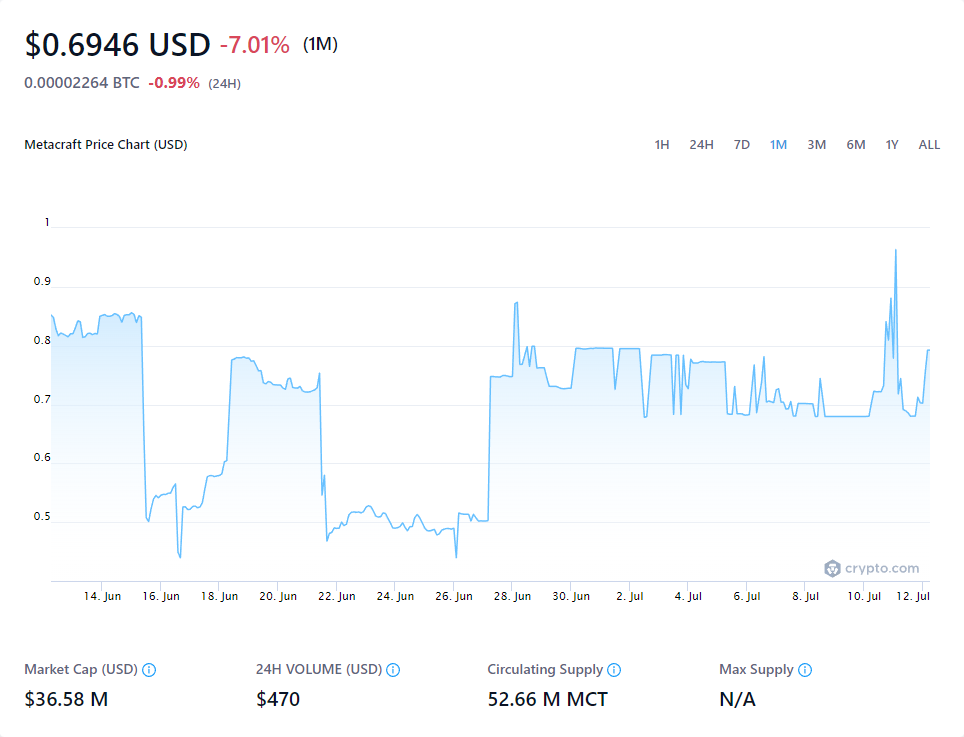 $0.6946 USD -7.01% (1M)
0.00002264 BTC -0.99% (24H)
Metacraft Price Chart (USD) 1H 24H 7D 1M 3M 6M 1Y ALL
1
0.9
0.8
0.7
0.6
0.5
crypto.com
14. Jun 16. Jun 18. Jun 20. Jun 22. Jun 24. Jun 26. Jun 28. Jun 30. Jun 2. Jul 4. Jul 6. Jul 8. Jul 10. Jul 12. Jul
Market Cap (USD) 24H VOLUME (USD) Circulating Supply Max Supply
$36.58 M $470 52.66 M MCT N/A